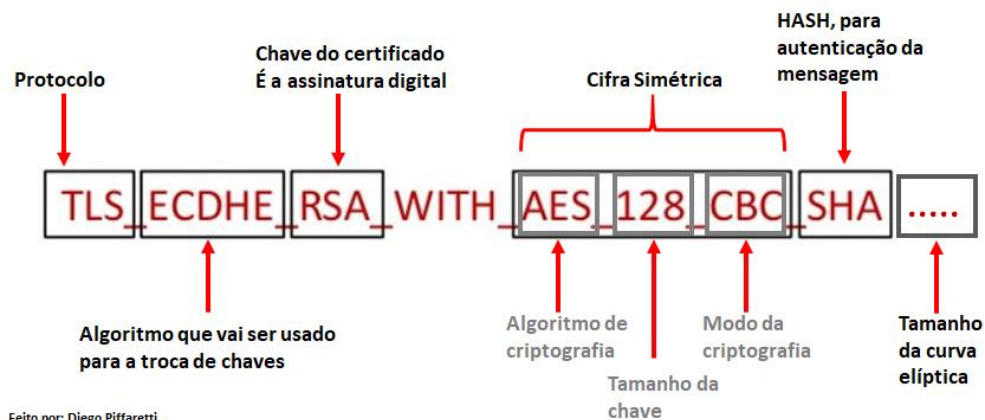 HASH, para
autenticação da
mensagem
Chave do certificado
É a assinatura digital
Protocolo
Cifra Simétrica
TLS_ECDHE_RSA_WITH_AES_128_CBC_SHA .....
Algoritmo que vai ser usado
para a troca de chaves
Algoritmo de
criptografia
Tamanho da
chave
Modo da
criptografia
Tamanho
da curva
elíptica
Feito por: Diego Piffaretti